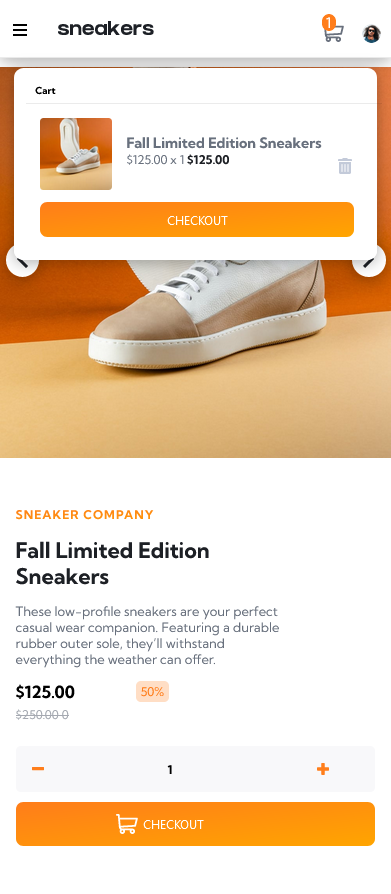 sneakers
1
Cart
Fall Limited Edition Sneakers
$125.00 x 1 $125.00
CHECKOUT
SNEAKER COMPANY
Fall Limited Edition
Sneakers
These low-profile sneakers are your perfect
casual wear companion. Featuring a durable
rubber outer sole, they’ll withstand
everything the weather can offer.
$125.00 50%
$250.00 0
1
CHECKOUT